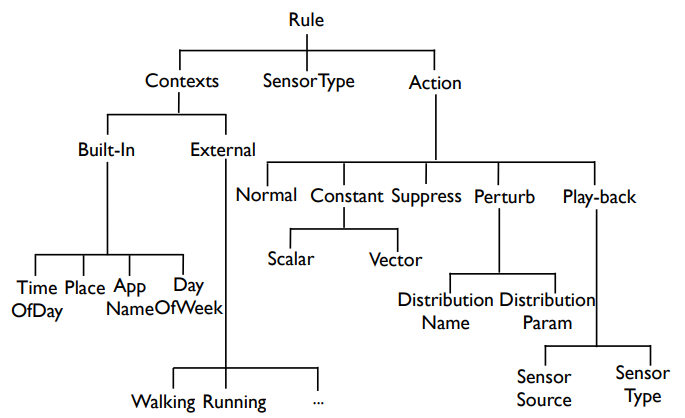 Rule
Contexts SensorType Action
Built-In External
Normal Constant Suppress Perturb Play-back
Scalar Vector
Time Place App Day
OfDay Name OfWeek
Distribution Distribution
Name Param
Sensor Sensor
Source Type
Walking Running ...